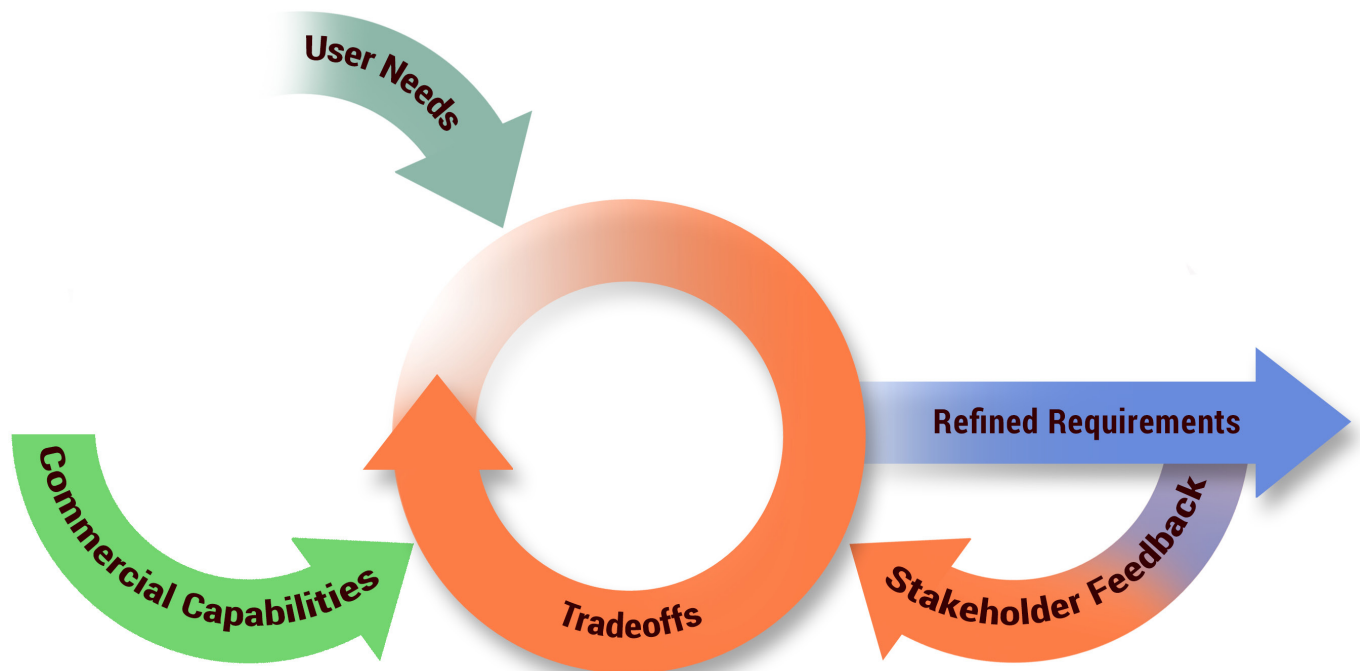 User Needs
Refined Requirements
Commercial Capabilities
Tradeoffs
Stakeholder Feedback